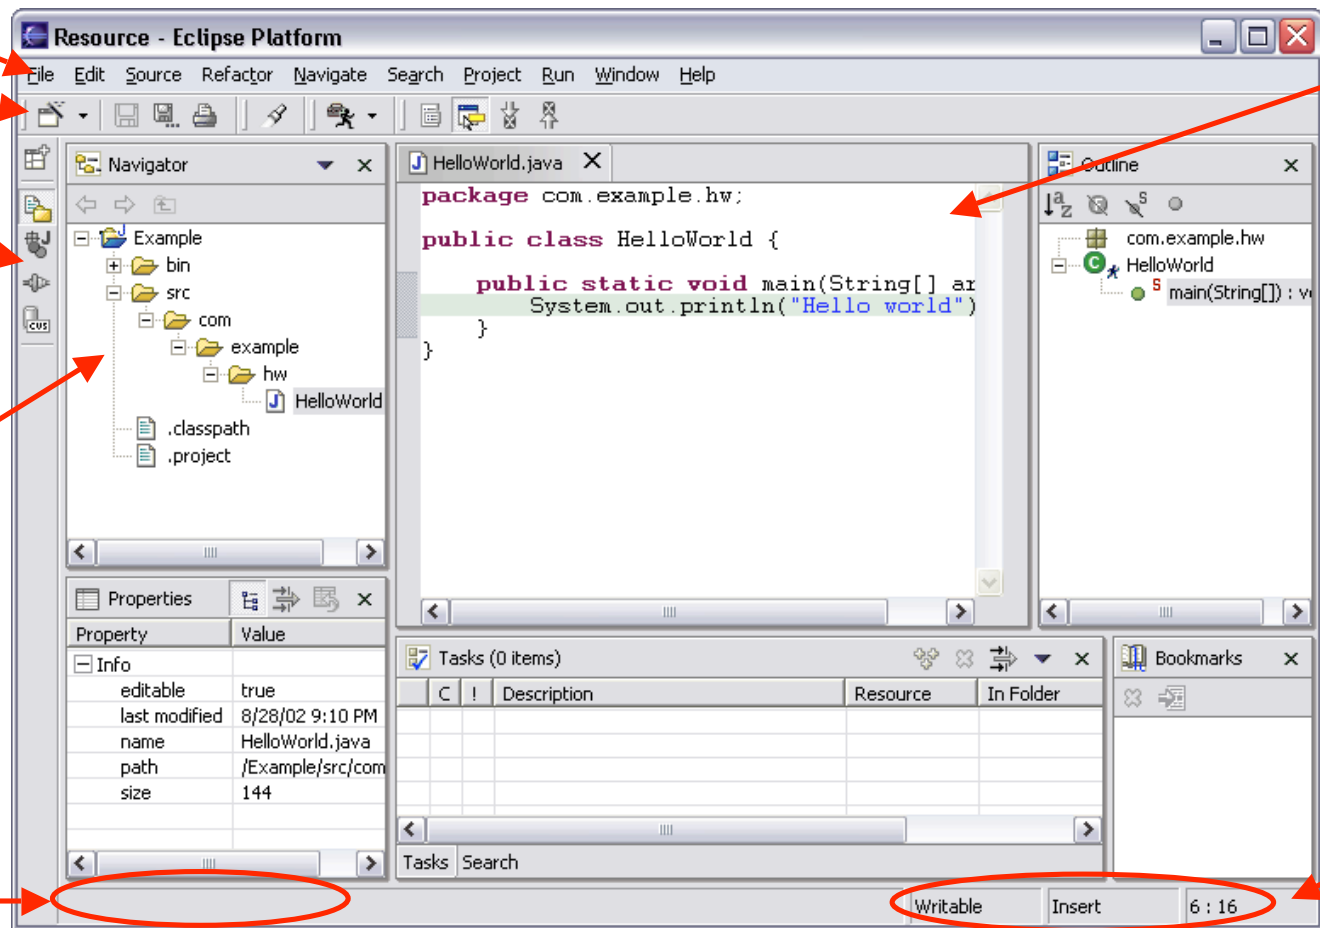 Resource - Eclipse Platform
File Edit Source Refactor Navigate Search Project Run Window Help
Navigator
Example
bin
src
com
example
hw
HelloWorld
.classpath
.project
HelloWorld.java
package com.example.hw;
public class HelloWorld {
public static void main(String[] ar
System.out.println("Hello world")
}
}
Outline
com.example.hw
HelloWorld
main(String[]) : v
Properties
Property Value
Info
editable true
last modified 8/28/02 9:10 PM
name HelloWorld.java
path /Example/src/com
size 144
Tasks (0 items)
C ! Description Resource In Folder
Tasks Search
Bookmarks
Writable Insert 6 : 16